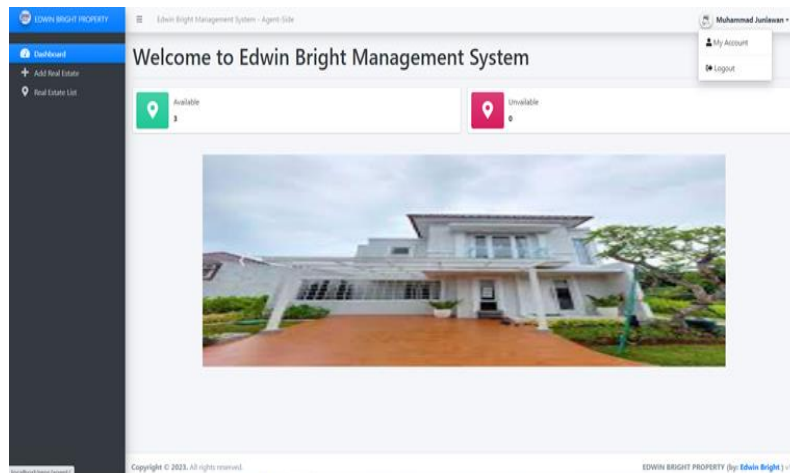 EDWIN BRIGHT PROPERTY
Edwin Bright Management System - Agent-Side
Muhammad Juniawan
My Account
Logout
Dashboard
Add Real Estate
Real Estate List
Welcome to Edwin Bright Management System
Available
3
Unvailable
0
Copyright © 2023. All rights reserved.
EDWIN BRIGHT PROPERTY (by: Edwin Bright )